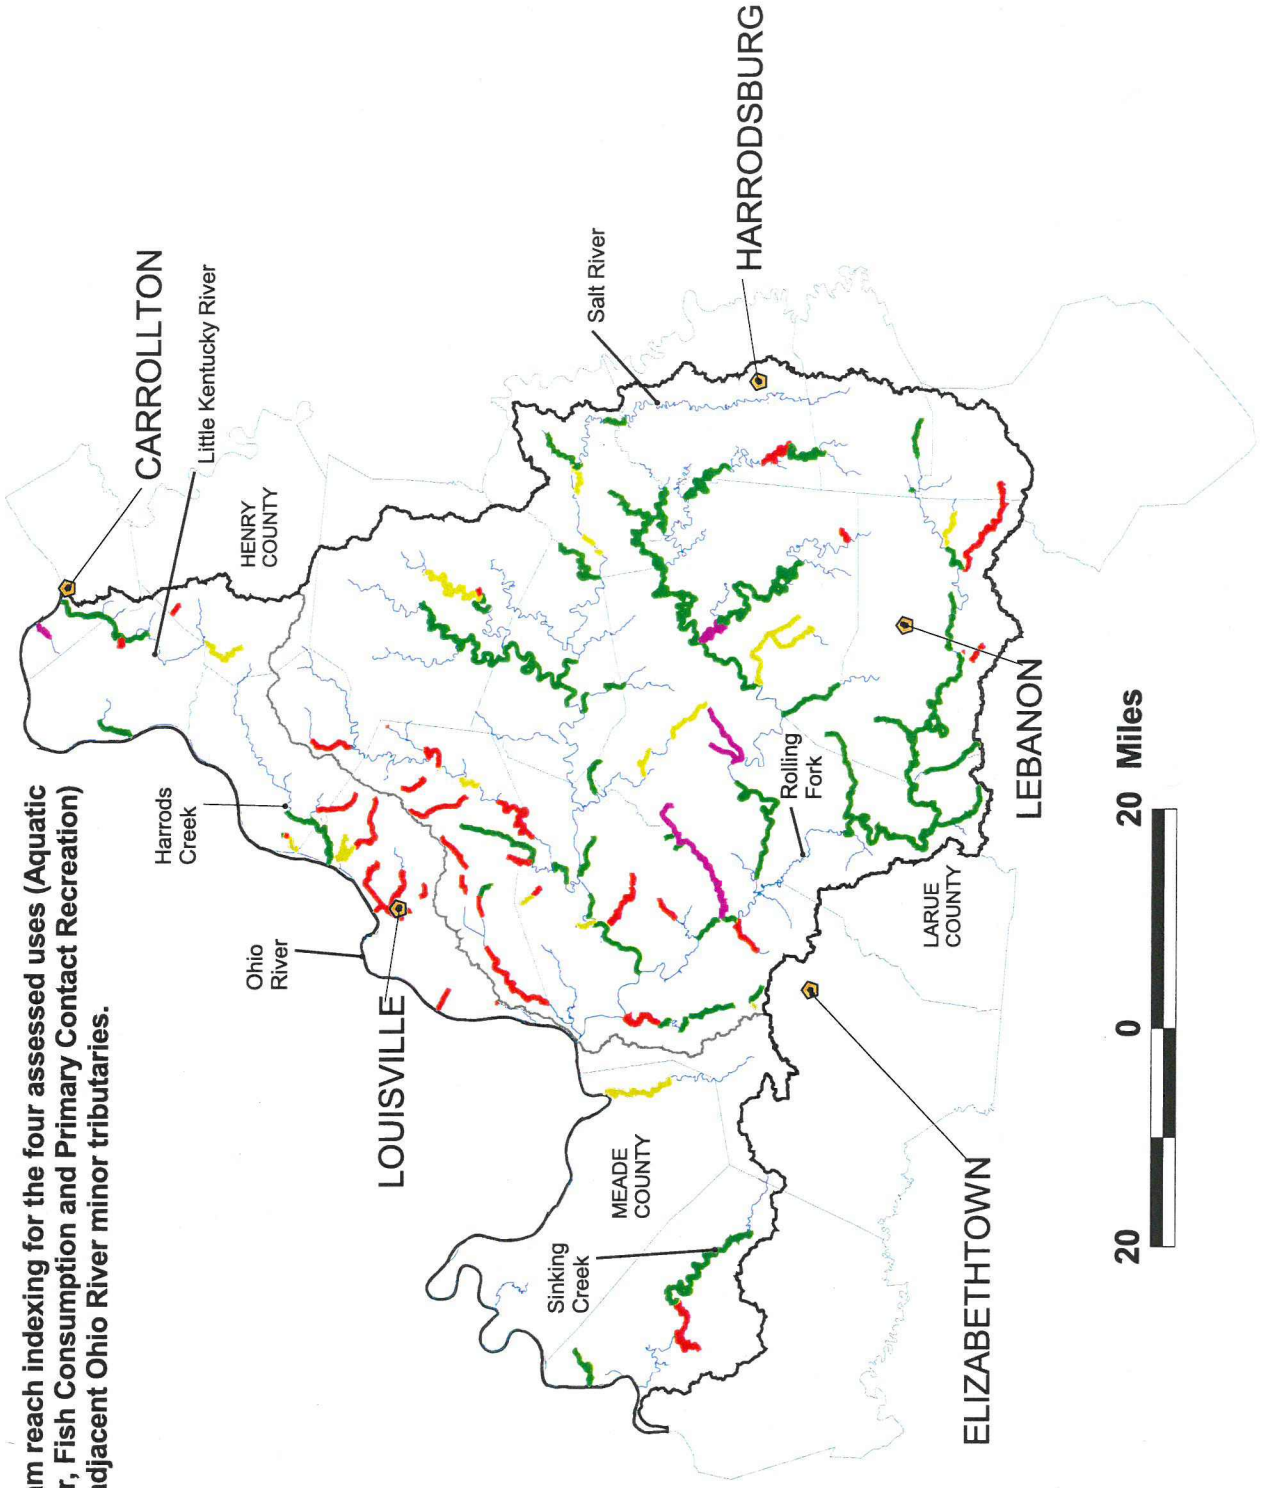 m reach indexing for the four assessed uses (Aquatic
r, Fish Consumption and Primary Contact Recreation)
adjacent Ohio River minor tributaries.
CARROLLTON
Little Kentucky River
HENRY
COUNTY
Harrods
Creek
Ohio
River
LOUISVILLE
Salt River
HARRODSBURG
MEADE
COUNTY
Sinking
Creek
Rolling
Fork
LARUE
COUNTY
LEBANON
ELIZABETHTOWN
20 0 20 Miles